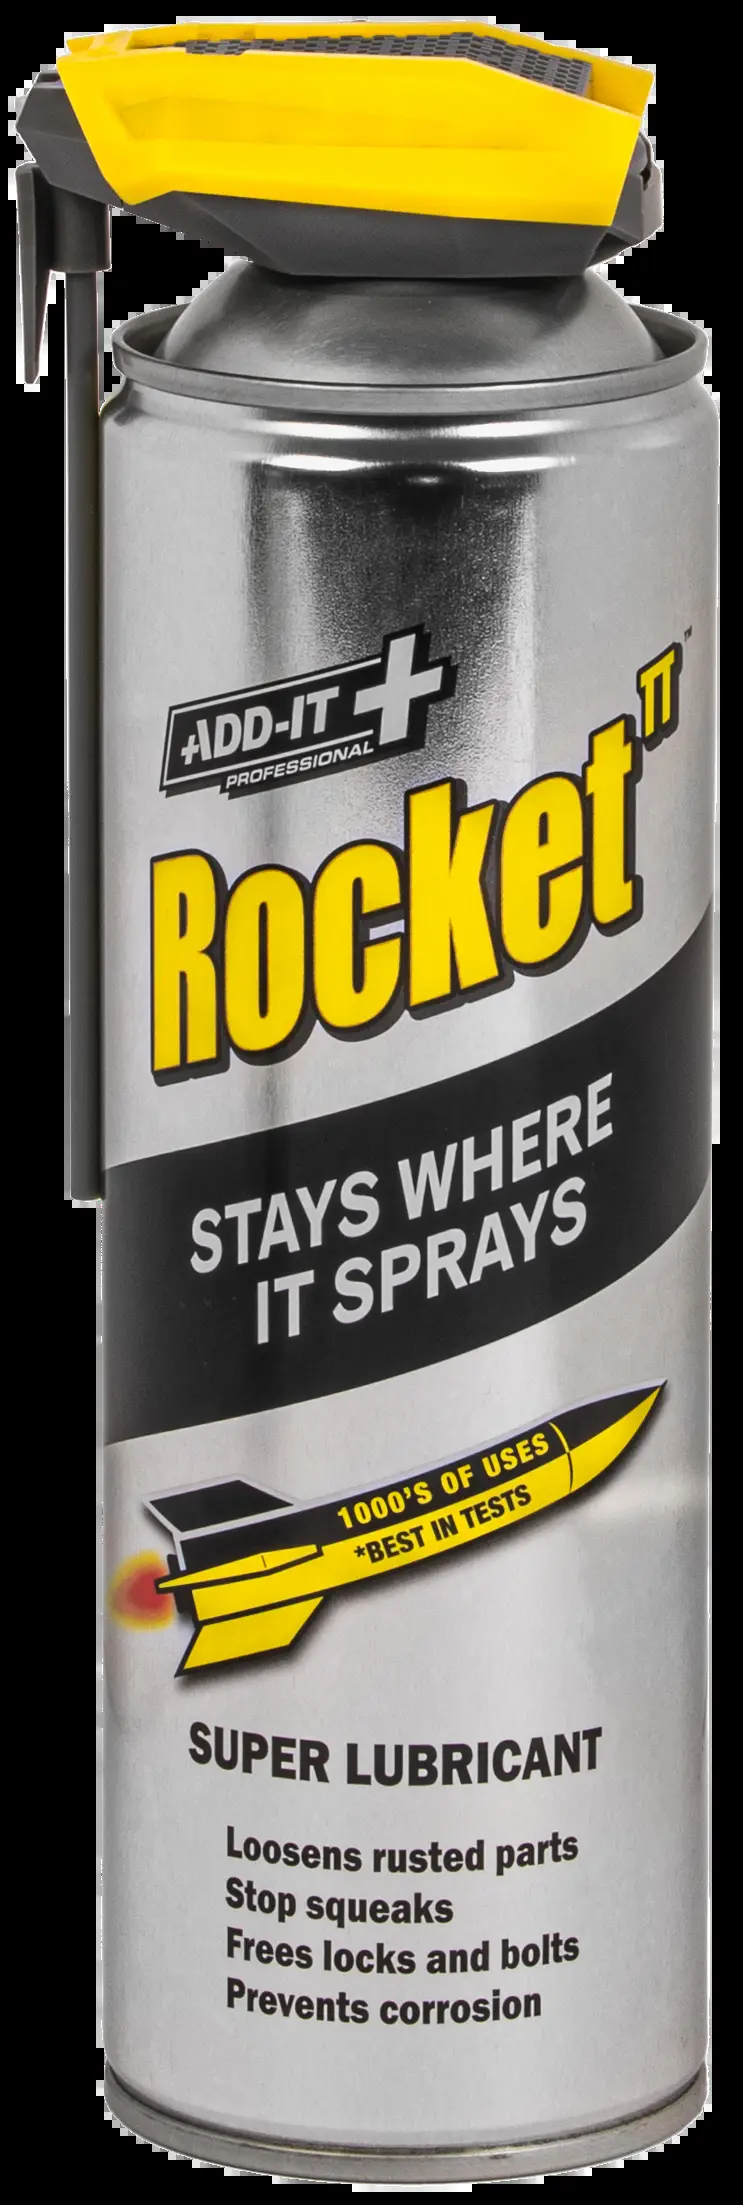 ADD-IT
PROFESSIONAL
Rocket TT™
STAYS WHERE
IT SPRAYS
1000'S OF USES
*BEST IN TESTS
SUPER LUBRICANT
Loosens rusted parts
Stop squeaks
Frees locks and bolts
Prevents corrosion